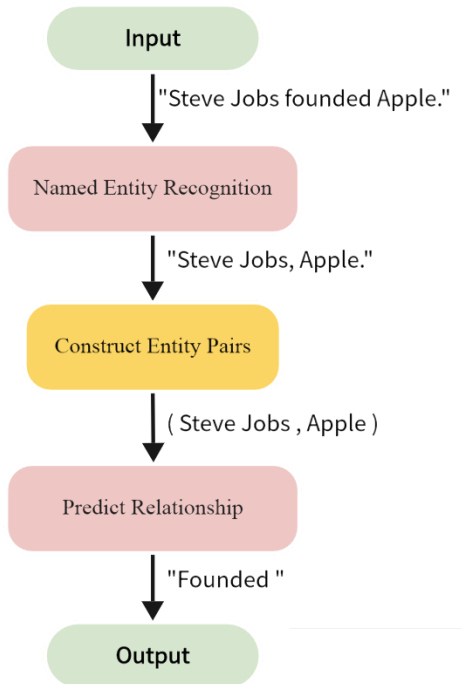 Input
"Steve Jobs founded Apple."
Named Entity Recognition
"Steve Jobs, Apple."
Construct Entity Pairs
( Steve Jobs , Apple )
Predict Relationship
"Founded "
Output